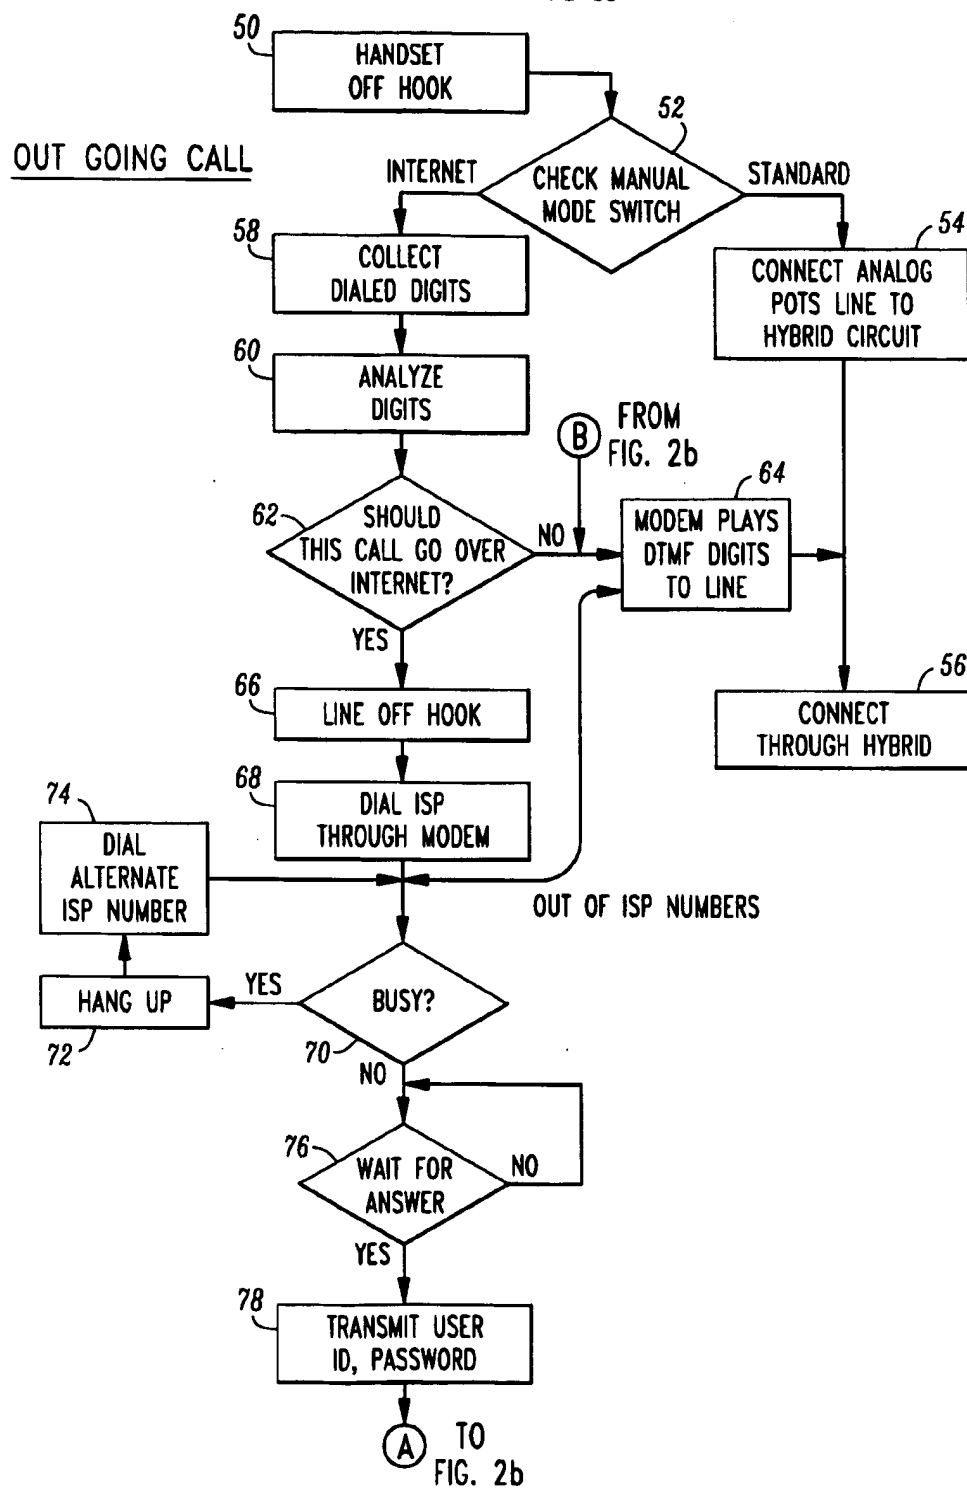 50
HANDSET
OFF HOOK
52
OUT GOING CALL
INTERNET
CHECK MANUAL
MODE SWITCH
STANDARD
58
COLLECT
DIALED DIGITS
54
CONNECT ANALOG
POTS LINE TO
HYBRID CIRCUIT
60
ANALYZE
DIGITS
B
FROM
FIG. 2b
62
SHOULD
THIS CALL GO OVER
INTERNET?
NO
64
MODEM PLAYS
DTMF DIGITS
TO LINE
YES
66
LINE OFF HOOK
56
CONNECT
THROUGH HYBRID
68
DIAL ISP
THROUGH MODEM
74
DIAL
ALTERNATE
ISP NUMBER
OUT OF ISP NUMBERS
YES
BUSY?
HANG UP
72
70
NO
76
WAIT FOR
ANSWER
NO
YES
78
TRANSMIT USER
ID, PASSWORD
A
TO
FIG. 2b